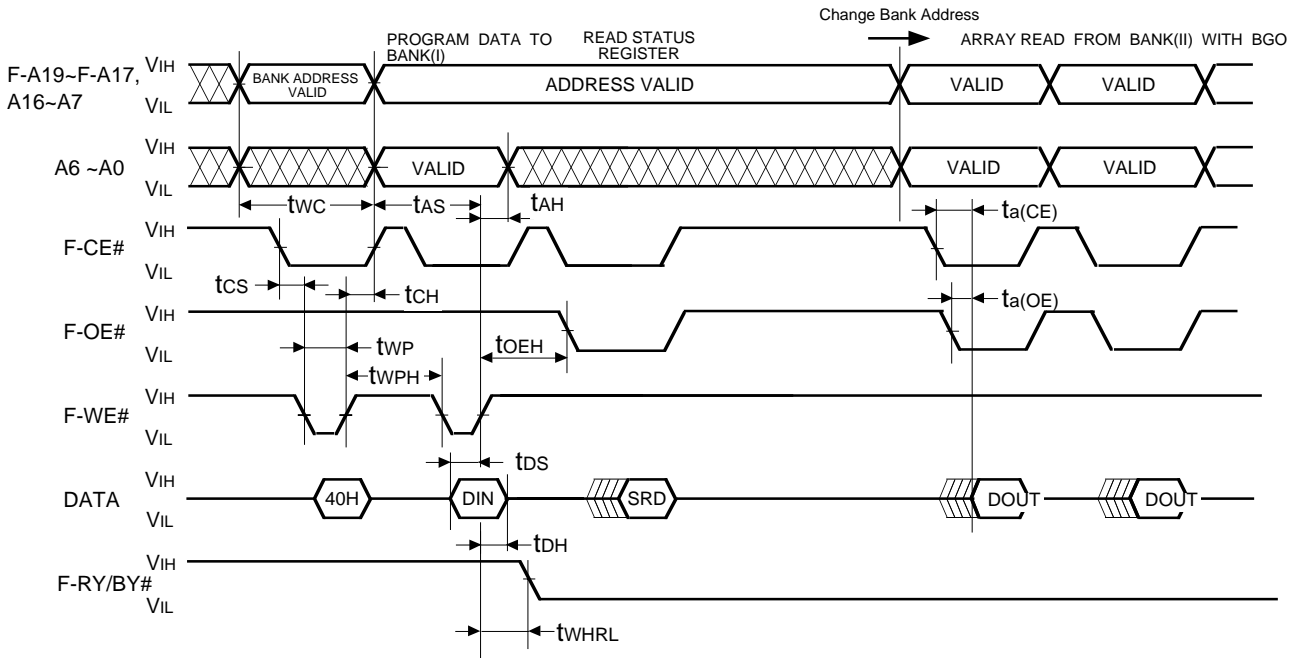 Change Bank Address
PROGRAM DATA TO BANK(I)
READ STATUS REGISTER
ARRAY READ FROM BANK(II) WITH BGO
F-A19~F-A17,
A16~A7
VIH
VIL
BANK ADDRESS VALID
ADDRESS VALID
VALID
VALID
A6 ~A0
VIH
VIL
VALID
VALID
VALID
tWC
tAS
tAH
ta(CE)
F-CE#
VIH
VIL
tCS
tCH
ta(OE)
F-OE#
VIH
VIL
tWP
tOEH
tWPH
F-WE#
VIH
VIL
tDS
DATA
VIH
VIL
40H
DIN
SRD
DOUT
DOUT
tDH
F-RY/BY#
VIH
VIL
tWHRL